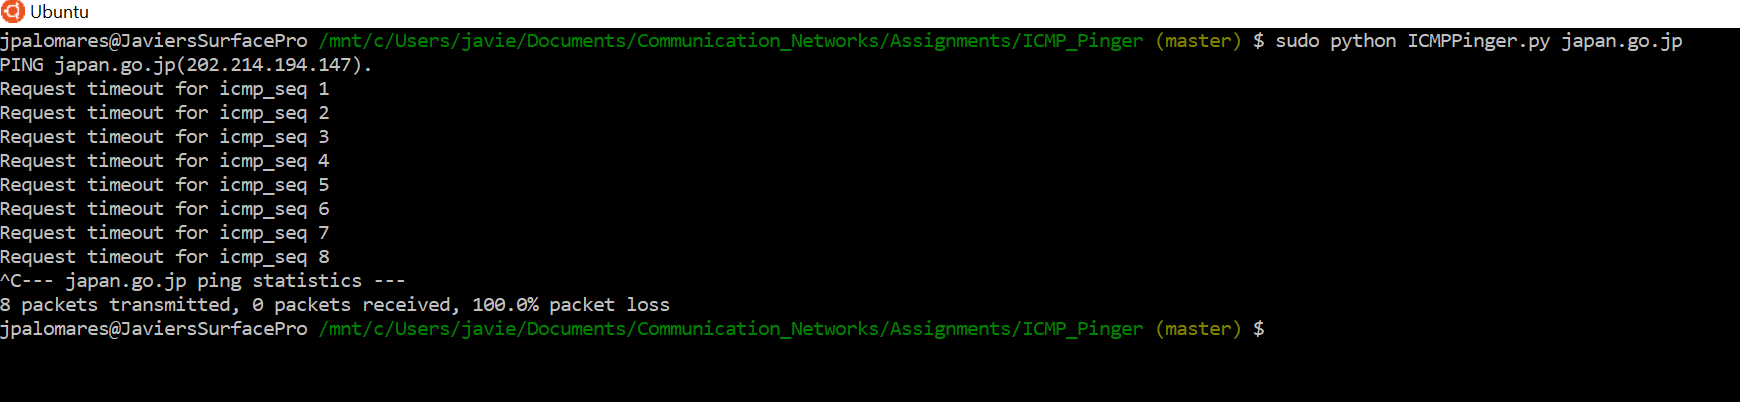 Ubuntu
jpalomares@JaviersSurfacePro /mnt/c/Users/javie/Documents/Communication_Networks/Assignments/ICMP_Pinger (master) $ sudo python ICMPPinger.py japan.go.jp
PING japan.go.jp(202.214.194.147).
Request timeout for icmp_seq 1
Request timeout for icmp_seq 2
Request timeout for icmp_seq 3
Request timeout for icmp_seq 4
Request timeout for icmp_seq 5
Request timeout for icmp_seq 6
Request timeout for icmp_seq 7
Request timeout for icmp_seq 8
^C--- japan.go.jp ping statistics ---
8 packets transmitted, 0 packets received, 100.0% packet loss
jpalomares@JaviersSurfacePro /mnt/c/Users/javie/Documents/Communication_Networks/Assignments/ICMP_Pinger (master) $